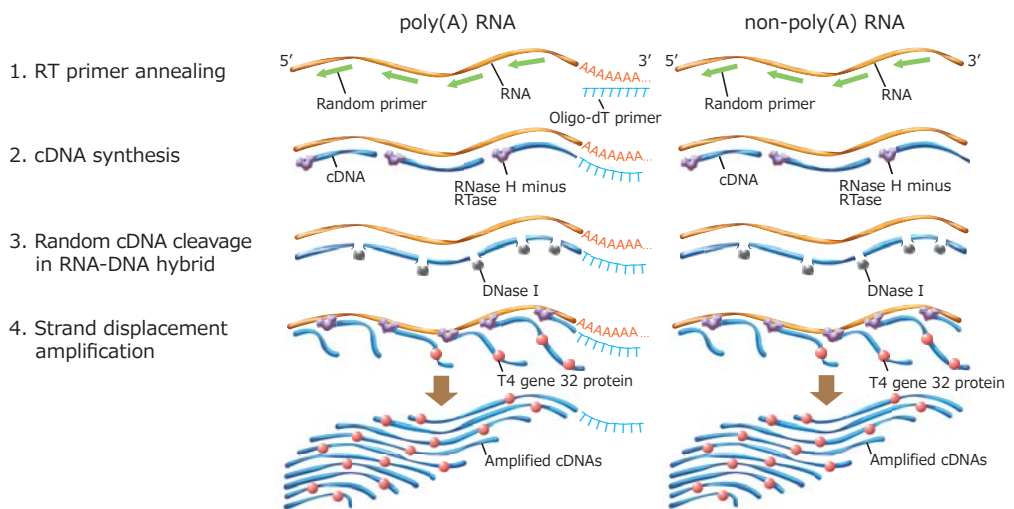 poly(A) RNA
non-poly(A) RNA
1. RT primer annealing
5′
3′
AAAAAAA...
Random primer
RNA
Oligo-dT primer
5′
3′
Random primer
RNA
2. cDNA synthesis
AAAAAAA...
cDNA
RNase H minus
RTase
cDNA
RNase H minus
RTase
3. Random cDNA cleavage
in RNA-DNA hybrid
AAAAAAA...
DNase I
DNase I
4. Strand displacement
amplification
AAAAAAA...
T4 gene 32 protein
T4 gene 32 protein
Amplified cDNAs
Amplified cDNAs